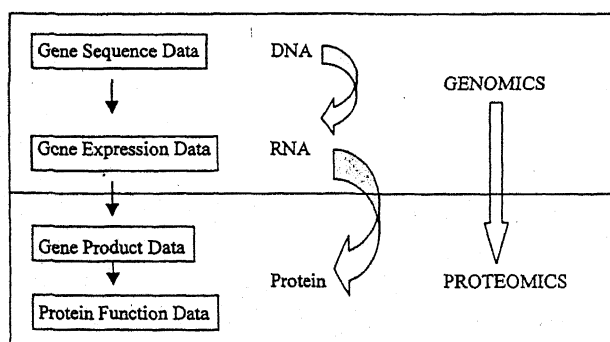 Gene Sequence Data
DNA
GENOMICS
Gene Expression Data
RNA
Gene Product Data
Protein
PROTEOMICS
Protein Function Data